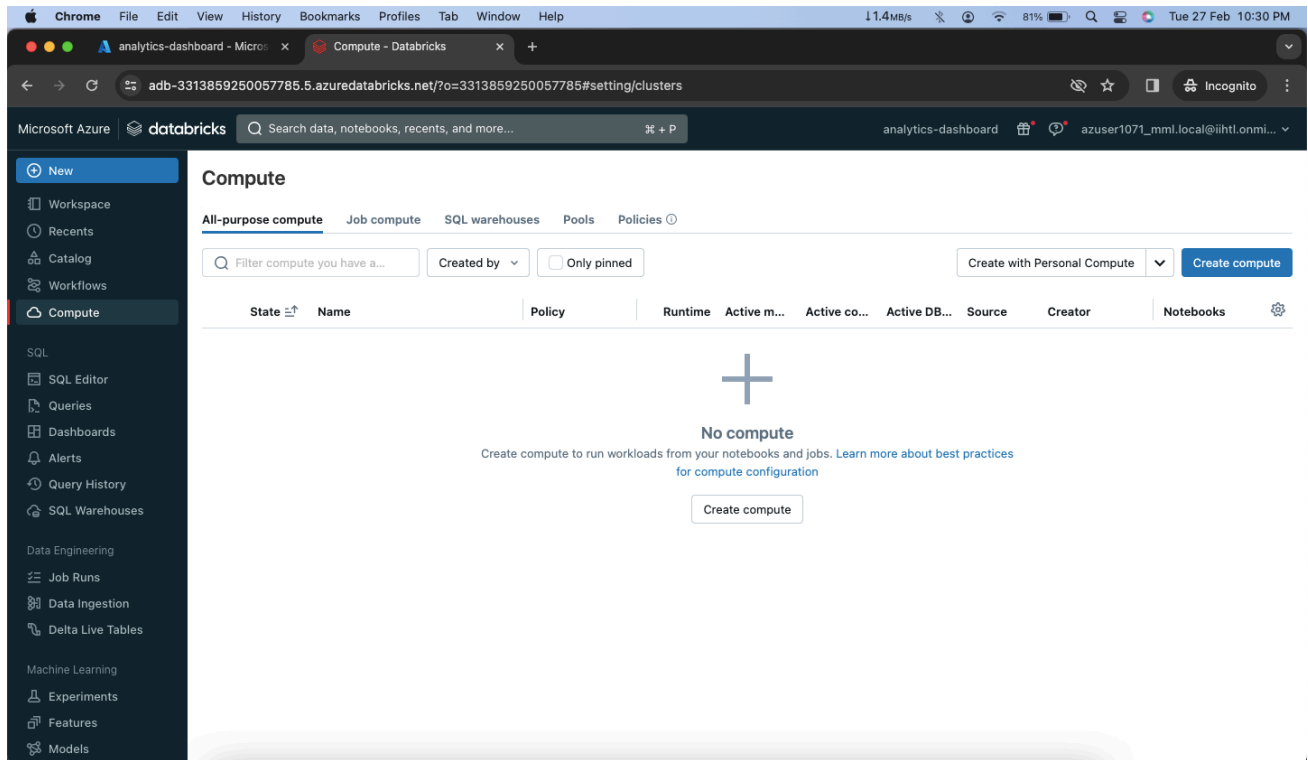 Chrome File Edit View History Bookmarks Profiles Tab Window Help 1.4MB/s 81% Tue 27 Feb 10:30 PM
analytics-dashboard - Micros Compute - Databricks
adb-3313859250057785.5.azuredatabricks.net/?o=3313859250057785#setting/clusters Incognito
Microsoft Azure databricks Search data, notebooks, recents, and more... ⌘ + P analytics-dashboard azuser1071_mml.local@iihtl.onmi...
New
Compute
Workspace
Recents
All-purpose compute Job compute SQL warehouses Pools Policies
Catalog
Filter compute you have a... Created by Only pinned Create with Personal Compute Create compute
Workflows
Compute
State Name Policy Runtime Active m... Active co... Active DB... Source Creator Notebooks
SQL
SQL Editor
Queries
Dashboards
No compute
Create compute to run workloads from your notebooks and jobs. Learn more about best practices
for compute configuration
Alerts
Query History
Create compute
SQL Warehouses
Data Engineering
Job Runs
Data Ingestion
Delta Live Tables
Machine Learning
Experiments
Features
Models